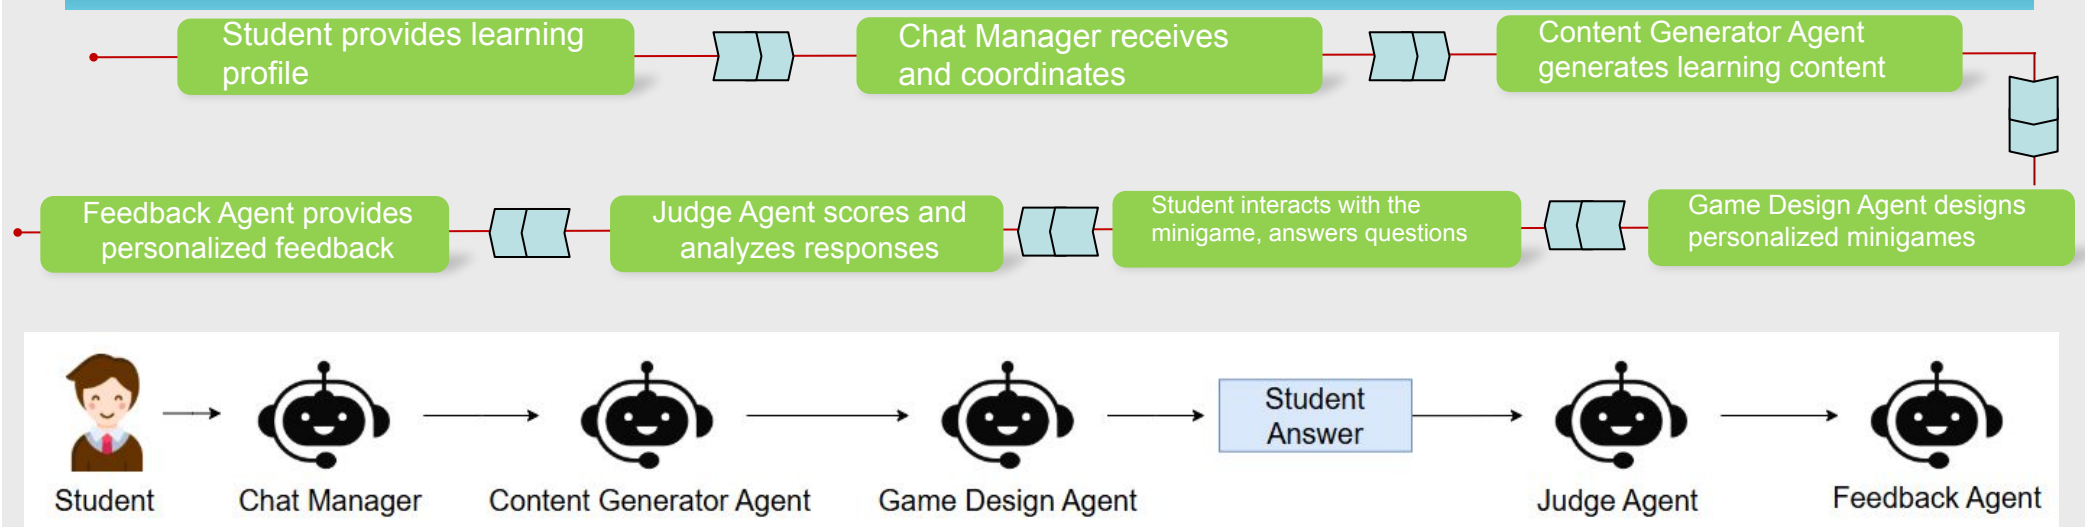 Student provides learning
profile
Chat Manager receives
and coordinates
Content Generator Agent
generates learning content
Feedback Agent provides
personalized feedback
Judge Agent scores and
analyzes responses
Student interacts with the
minigame, answers questions
Game Design Agent designs
personalized minigames
Student
Chat Manager
Content Generator Agent
Game Design Agent
Student
Answer
Judge Agent
Feedback Agent